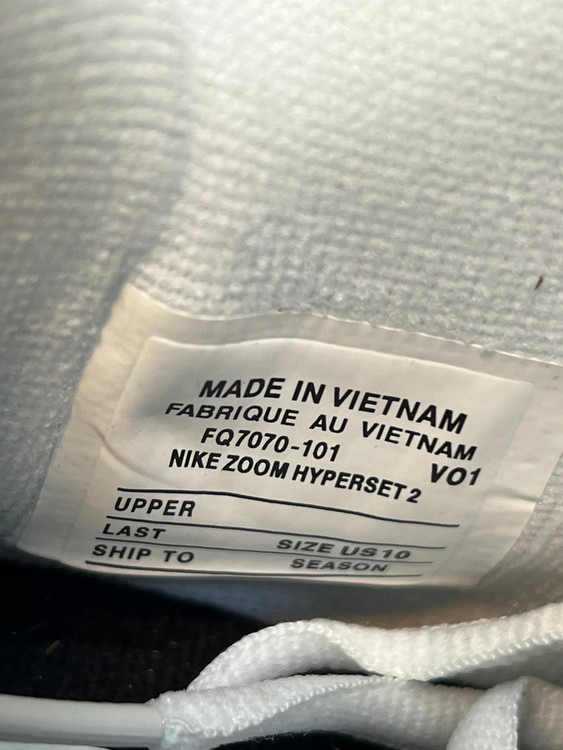 MADE IN VIETNAM
FABRIQUE AU VIETNAM
FQ7070-101 VO1
NIKE ZOOM HYPERSET 2
UPPER
LAST SIZE US 10
SHIP TO SEASON